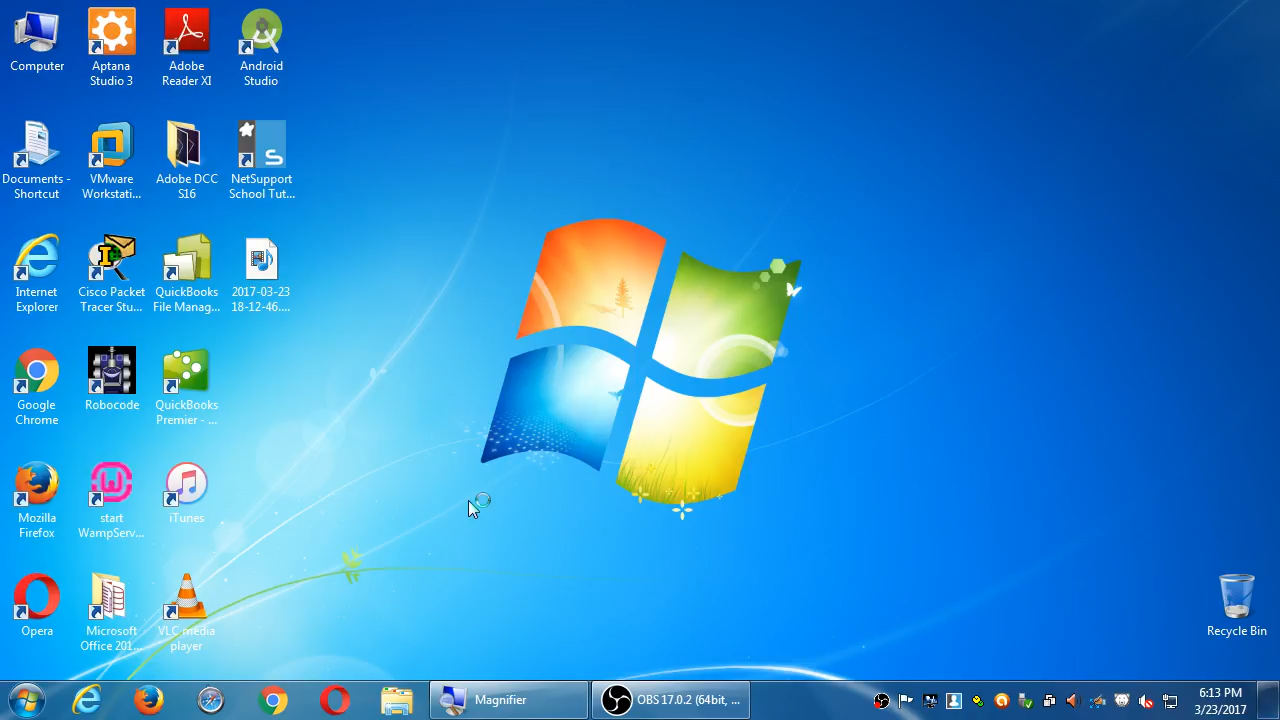 Computer
Aptana
Studio 3
Adobe
Reader XI
Android
Studio
Documents -
Shortcut
VMware
Workstati...
Adobe DCC
S16
NetSupport
School Tut...
Internet
Explorer
Cisco Packet
Tracer Stu...
QuickBooks
File Manag...
2017-03-23
18-12-46....
Google
Chrome
Robocode
QuickBooks
Premier - ...
Mozilla
Firefox
start
WampServ...
iTunes
Opera
Microsoft
Office 201...
VLC media
player
Recycle Bin
Magnifier
OBS 17.0.2 (64bit, ...
6:13 PM
3/23/2017